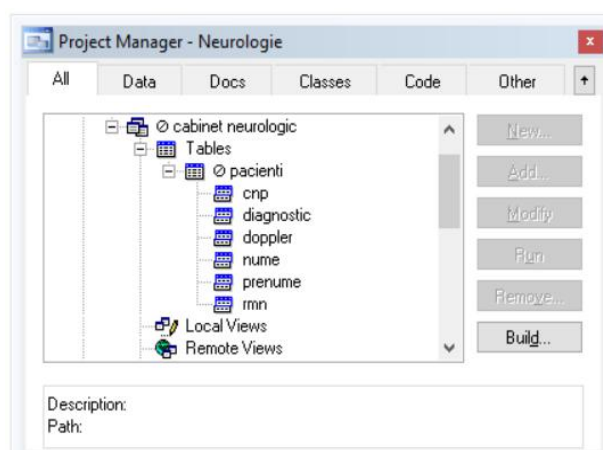 Project Manager - Neurologie
x
All Data Docs Classes Code Other
cabinet neurologic
Tables
pacienti
cnp
diagnostic
doppler
nume
prenume
rmn
Local Views
Remote Views
New...
Add...
Modify
Run
Remove...
Build...
Description:
Path: